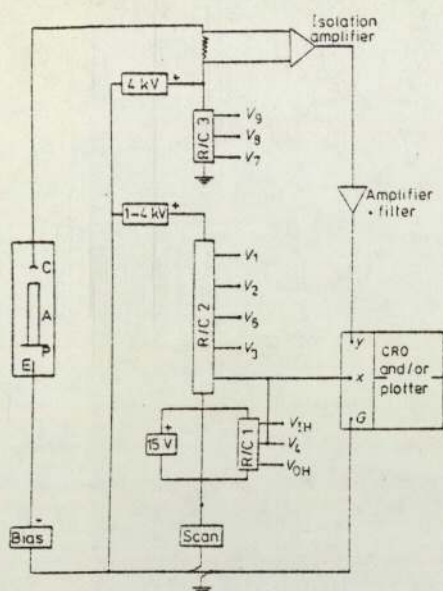 Isolation
amplifier
4 kV
+
R/C 3
V9
V8
V7
Amplifier
+ filter
1-4 kV
+
R/C 2
V1
V2
V5
V3
C
A
P
E
y
x
G
CRO
and/or
plotter
+
15 V
R/C 1
V1H
V4
V0H
-
Bias
Scan